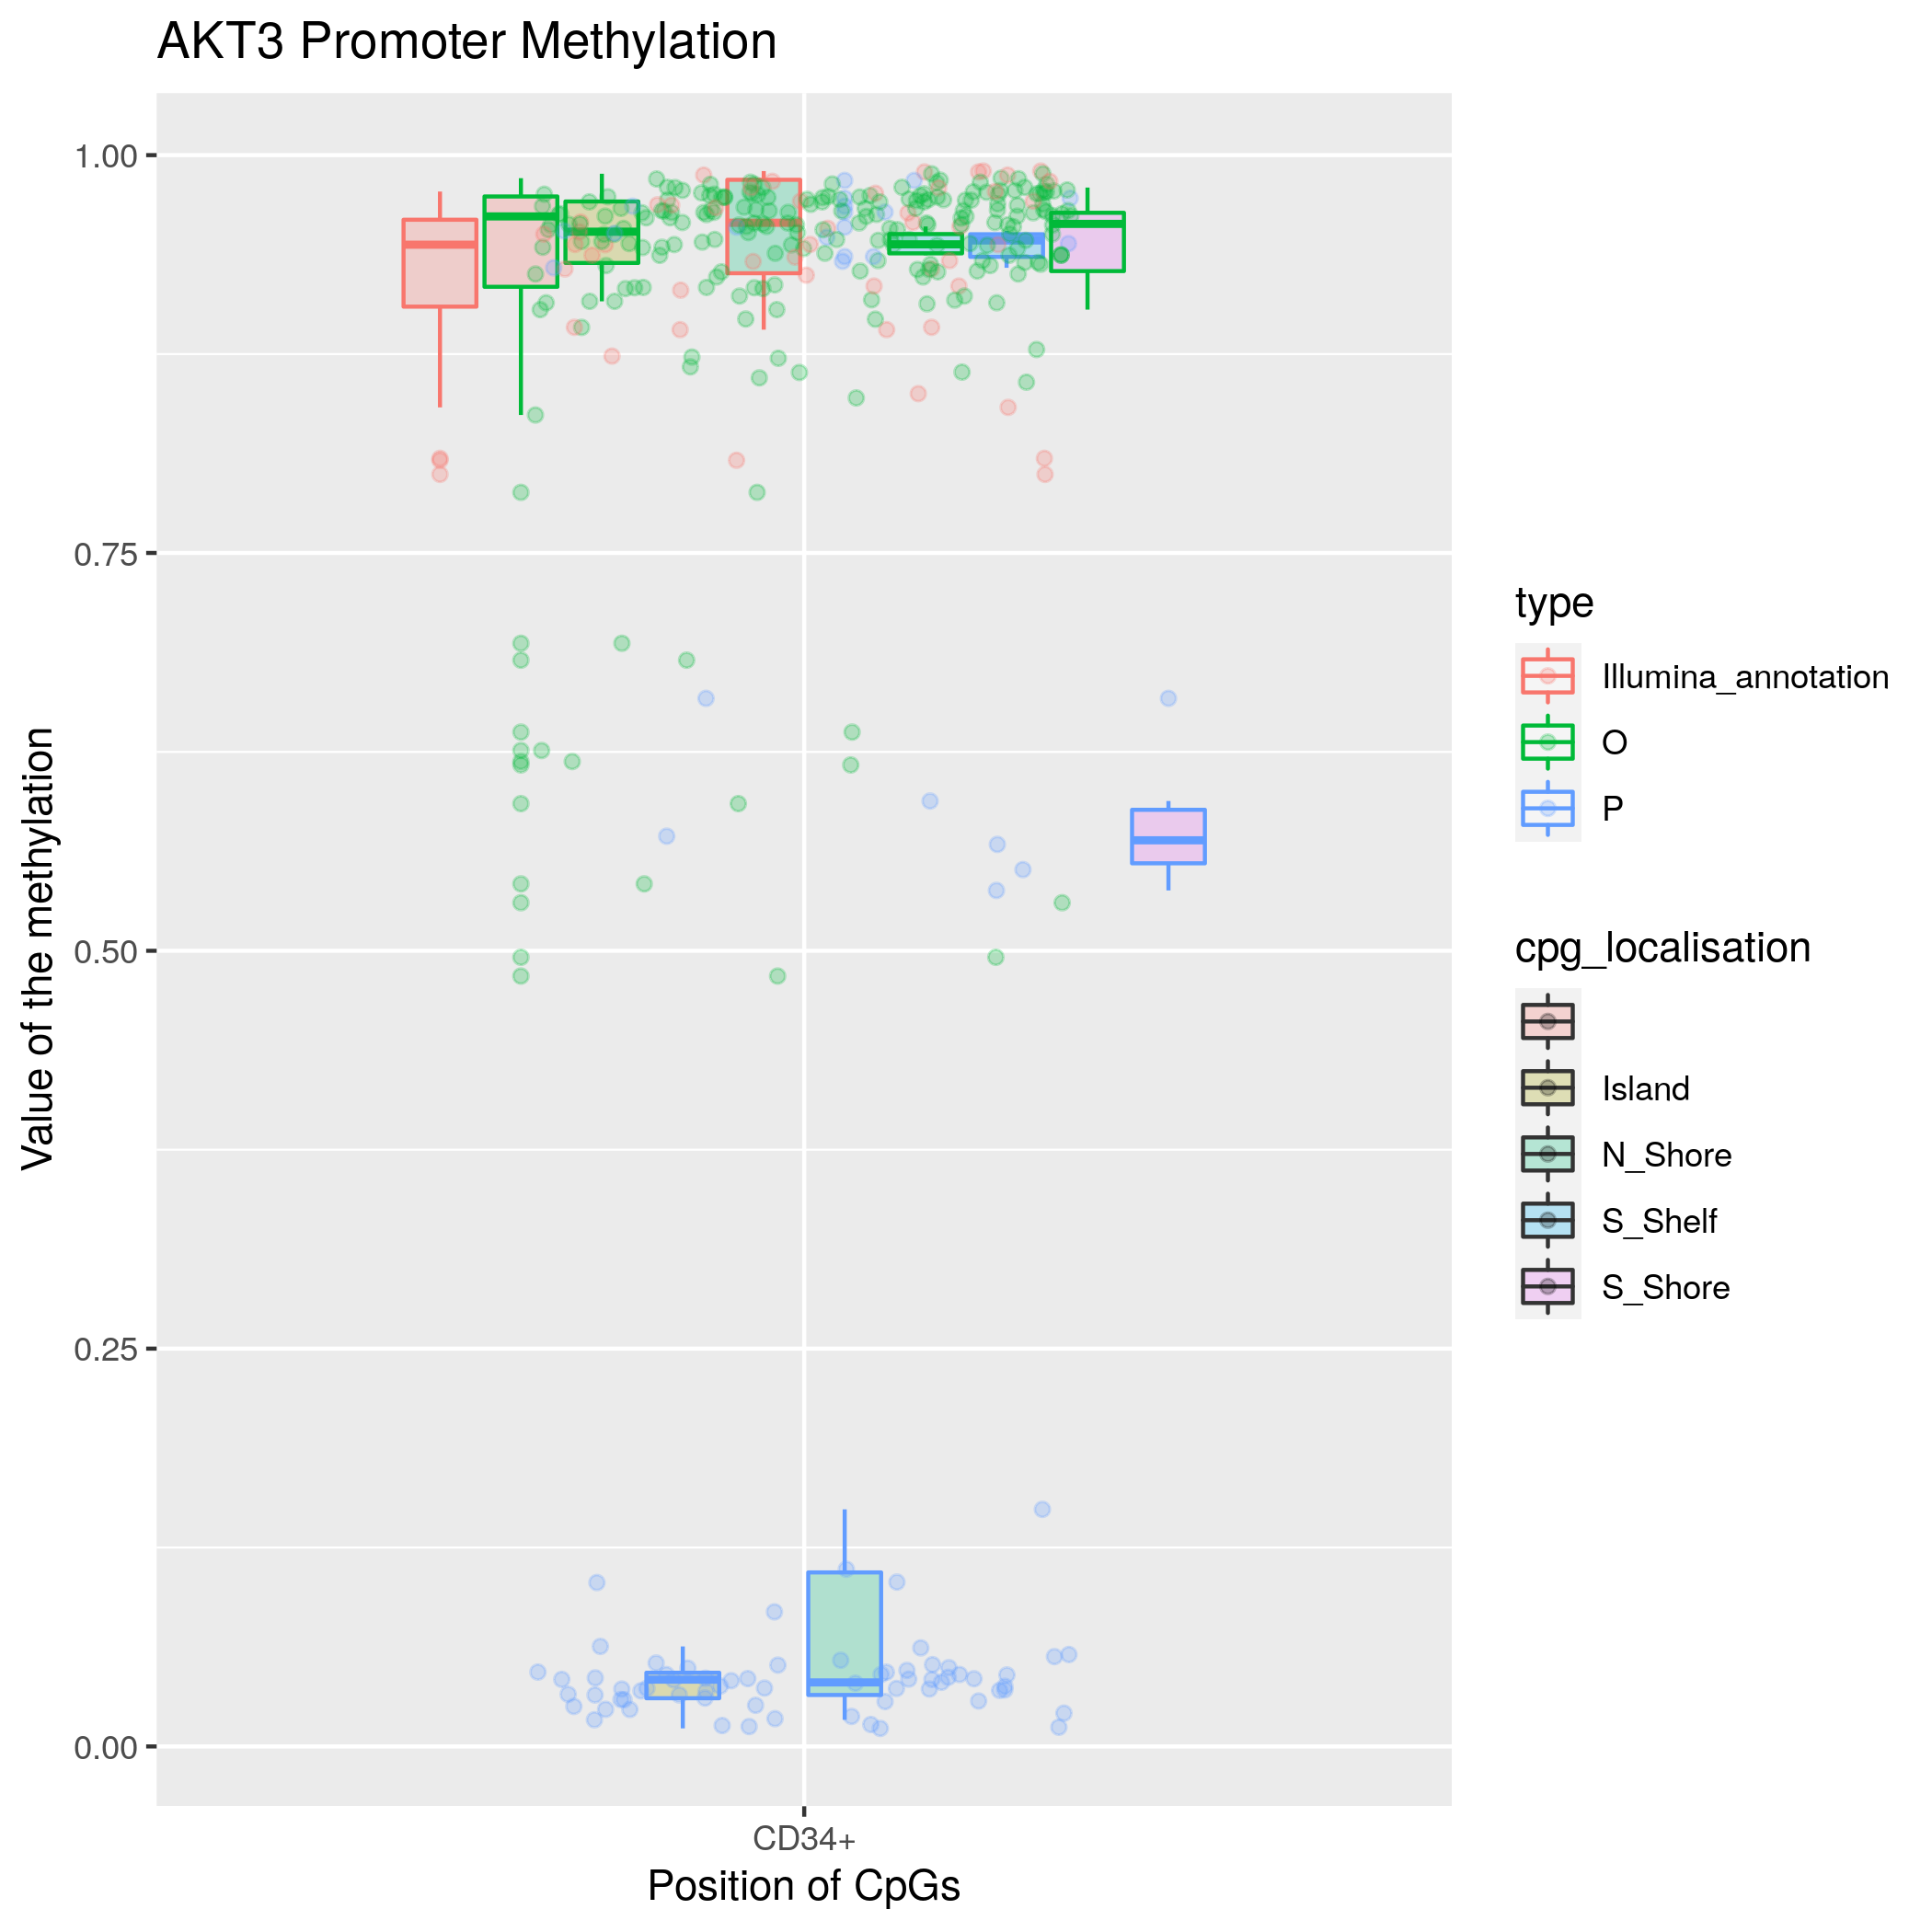 AKT3 Promoter Methylation
Value of the methylation
1.00
0.75
0.50
0.25
0.00
CD34+
Position of CpGs
type
Illumina_annotation
O
P
cpg_localisation
Island
N_Shore
S_Shelf
S_Shore